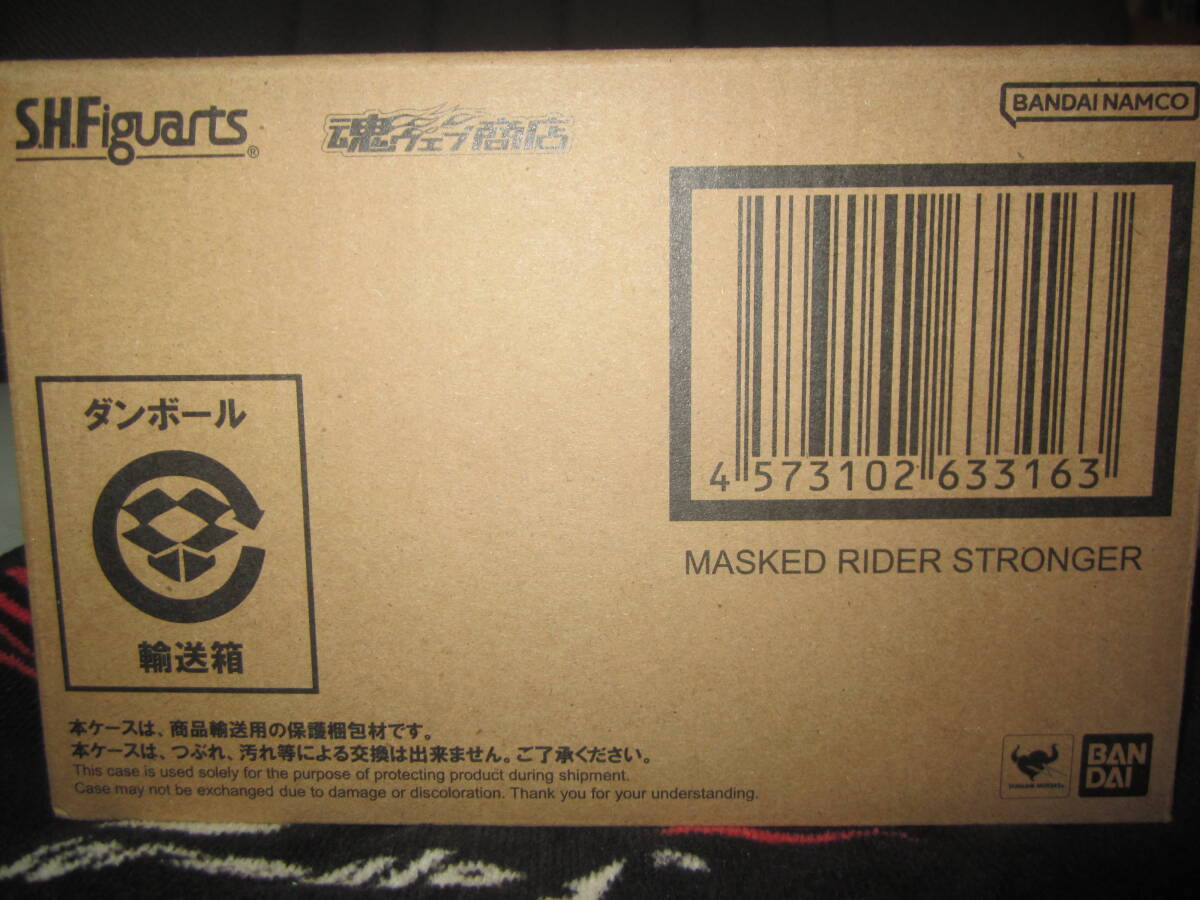 S.H.Figuarts®
魂ウェブ商店
BANDAI NAMCO
4 573102 633163
MASKED RIDER STRONGER
ダンボール
輸送箱
本ケースは、商品輸送用の保護梱包材です。
本ケースは、つぶれ、汚れ等による交換は出来ません。ご了承ください。
This case is used solely for the purpose of protecting product during shipment.
Case may not be exchanged due to damage or discoloration. Thank you for your understanding.
BAN
DAI